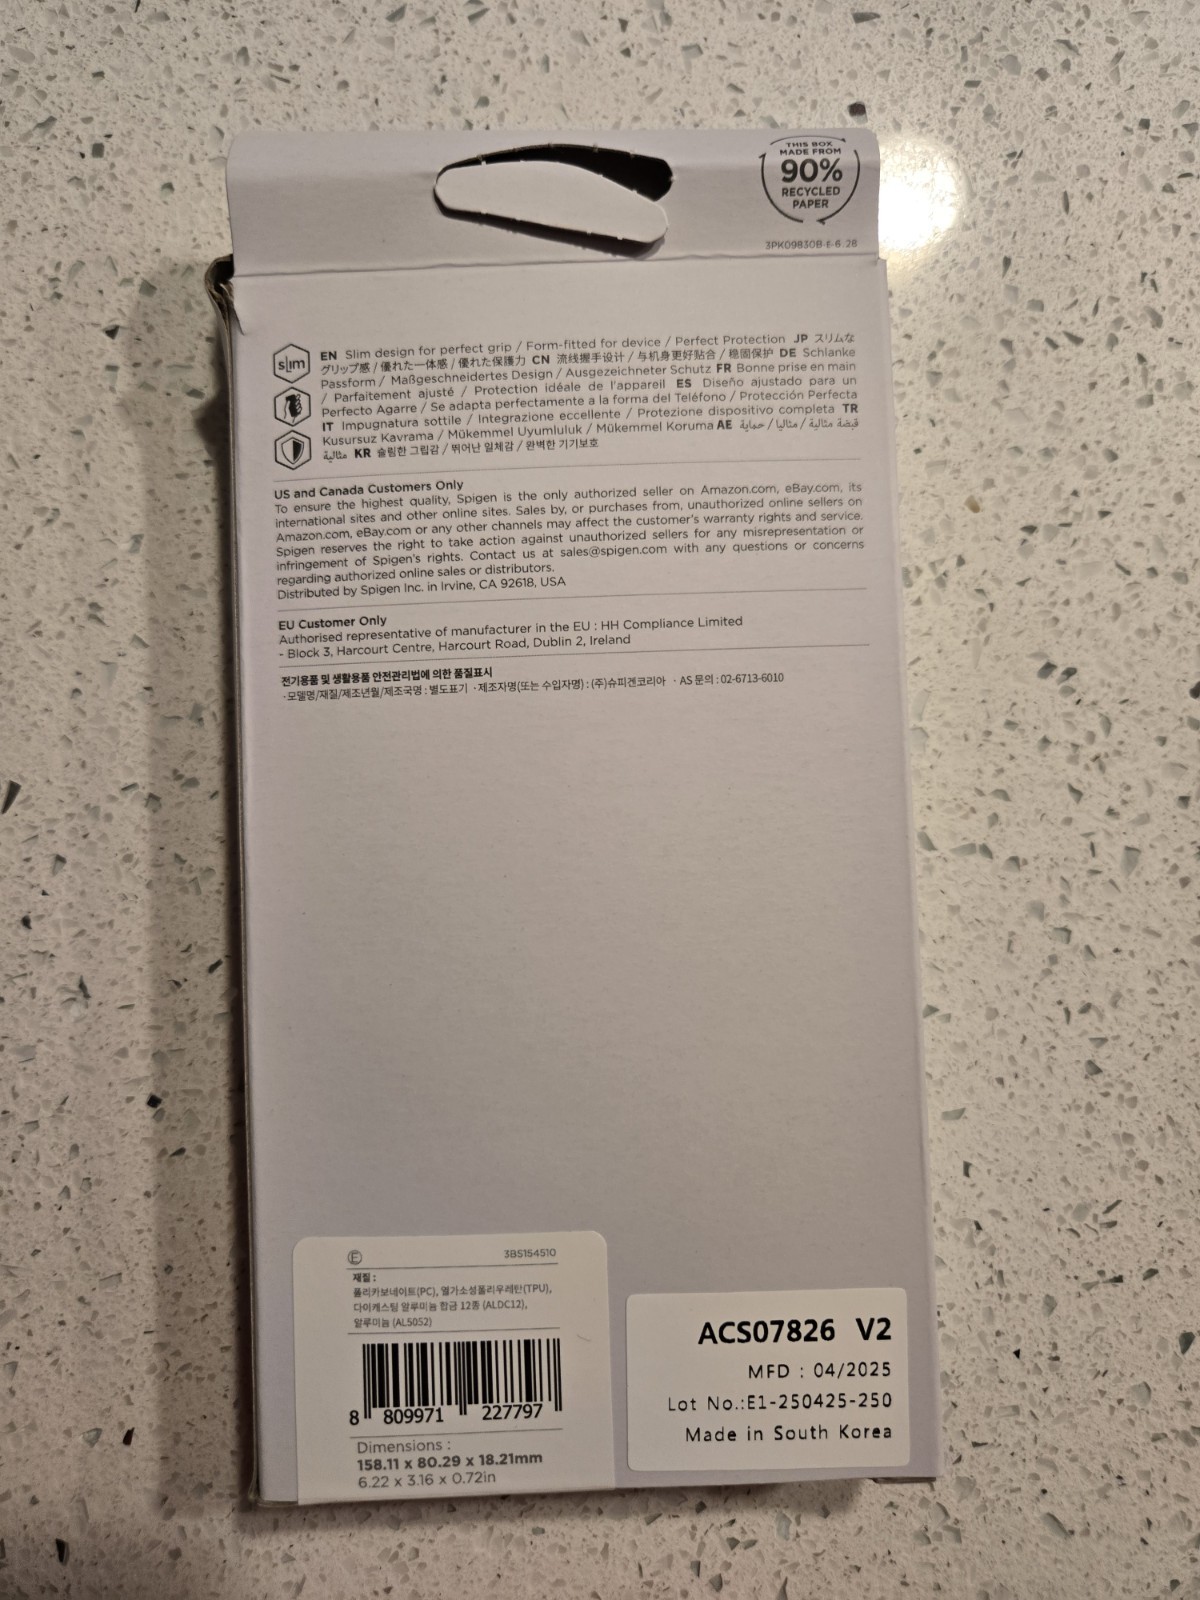 THIS BOX
MADE FROM
90%
RECYCLED
PAPER
3PK09830B-E-6.28
slim
EN Slim design for perfect grip / Form-fitted for device / Perfect Protection JP スリムな
グリップ感 / 優れた一体感 / 優れた保護力 CN 流线握手设计 / 与机身更好贴合 / 稳固保护 DE Schlanke
Passform / Maßgeschneidertes Design / Ausgezeichneter Schutz FR Bonne prise en main
/ Parfaitement ajusté / Protection idéale de l'appareil ES Diseño ajustado para un
Perfecto Agarre / Se adapta perfectamente a la forma del Teléfono / Protección Perfecta
IT Impugnatura sottile / Integrazione eccellente / Protezione dispositivo completa TR
Kusursuz Kavrama / Mükemmel Uyumluluk / Mükemmel Koruma AE قبضة مثالية / مثاليا / حماية
مثالية KR 슬림한 그립감 / 뛰어난 일체감 / 완벽한 기기보호
US and Canada Customers Only
To ensure the highest quality, Spigen is the only authorized seller on Amazon.com, eBay.com, its
international sites and other online sites. Sales by, or purchases from, unauthorized online sellers on
Amazon.com, eBay.com or any other channels may affect the customer's warranty rights and service.
Spigen reserves the right to take action against unauthorized sellers for any misrepresentation or
infringement of Spigen's rights. Contact us at sales@spigen.com with any questions or concerns
regarding authorized online sales or distributors.
Distributed by Spigen Inc. in Irvine, CA 92618, USA
EU Customer Only
Authorised representative of manufacturer in the EU : HH Compliance Limited
- Block 3, Harcourt Centre, Harcourt Road, Dublin 2, Ireland
전기용품 및 생활용품 안전관리법에 의한 품질표시
·모델명/재질/제조년월/제조국명 : 별도표기 ·제조자명(또는 수입자명) : (주)슈피겐코리아 · AS 문의 : 02-6713-6010
Ⓔ 3BS154510
재질 :
폴리카보네이트(PC), 열가소성폴리우레탄(TPU),
다이캐스팅 알루미늄 합금 12종 (ALDC12),
알루미늄 (AL5052)
8 809971 227797
Dimensions :
158.11 x 80.29 x 18.21mm
6.22 x 3.16 x 0.72in
ACS07826 V2
MFD : 04/2025
Lot No.:E1-250425-250
Made in South Korea